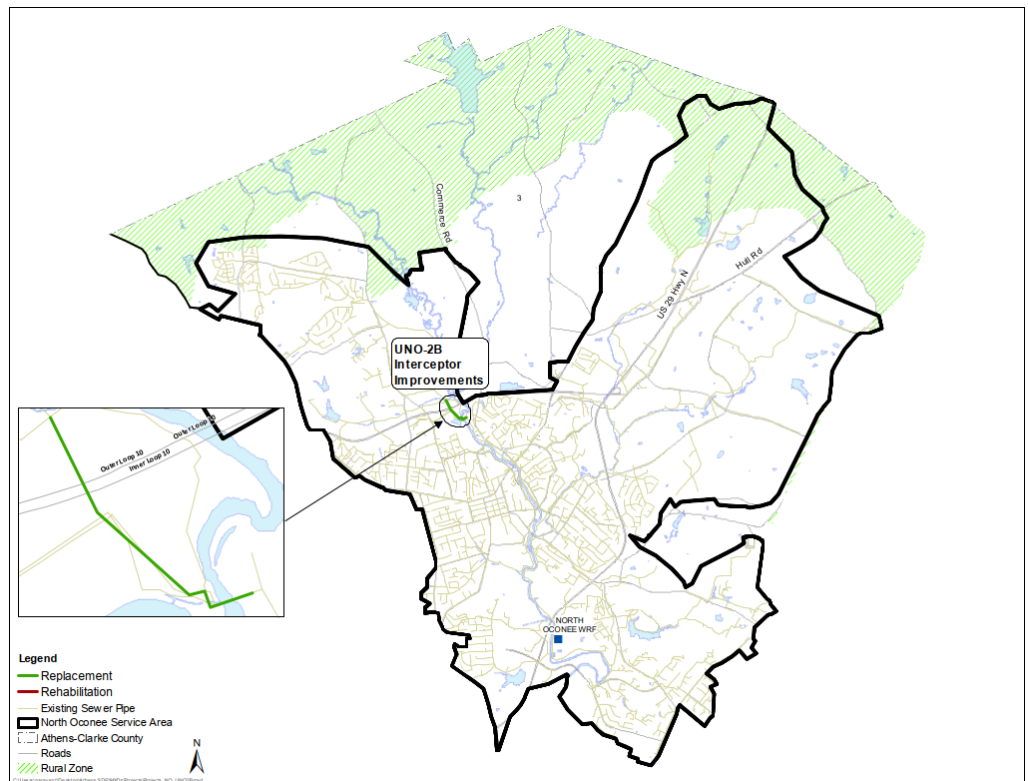 Commerce Rd
3
Hull Rd
US 29 Hwy N
UNO-2B
Interceptor
Improvements
Outer Loop 10
Outer Loop 10
Inner Loop 10
NORTH
OCONEE WRF
Legend
Replacement
Rehabilitation
Existing Sewer Pipe
North Oconee Service Area
Athens-Clarke County
Roads
Rural Zone
N